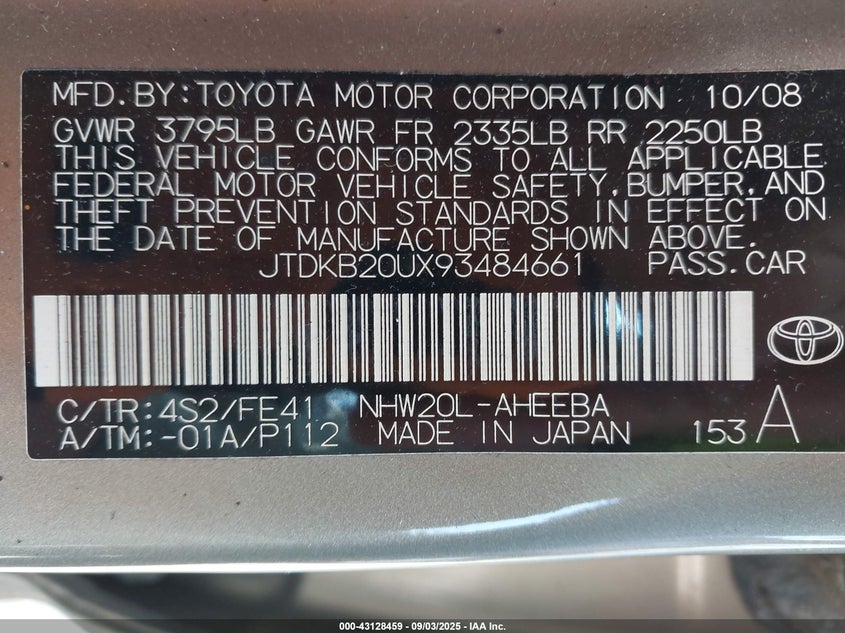 MFD.BY:TOYOTA MOTOR CORPORATION 10/08
GVWR 3795LB GAWR FR 2335LB RR 2250LB
THIS VEHICLE CONFORMS TO ALL APPLICABLE
FEDERAL MOTOR VEHICLE SAFETY,BUMPER,AND
THEFT PREVENTION STANDARDS IN EFFECT ON
THE DATE OF MANUFACTURE SHOWN ABOVE.
JTDKB20UX93484661 PASS.CAR
C/TR:4S2/FE41 NHW20L-AHEEBA
A/TM:-01A/P112 MADE IN JAPAN 153 A
000-43128459 - 09/03/2025 - IAA Inc.